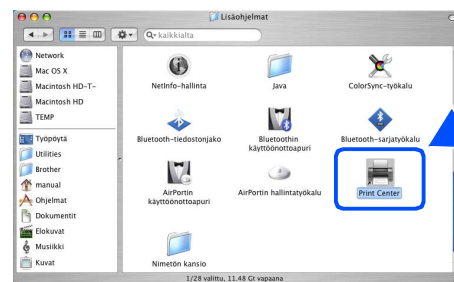 Lisäohjelmat
kaikkialta
Network
Mac OS X
Macintosh HD-T-
Macintosh HD
TEMP
Työpöytä
Utilities
Brother
manual
Ohjelmat
Dokumentit
Elokuvat
Musiikki
Kuvat
NetInfo-hallinta
Java
ColorSync-työkalu
Bluetooth-tiedostonjako
Bluetoothin
käyttöönottoapuri
Bluetooth-sarjatyökalu
AirPortin
käyttöönottoapuri
AirPortin hallintatyökalu
Print Center
Nimetön kansio
1/28 valittu, 11.48 Gt vapaana